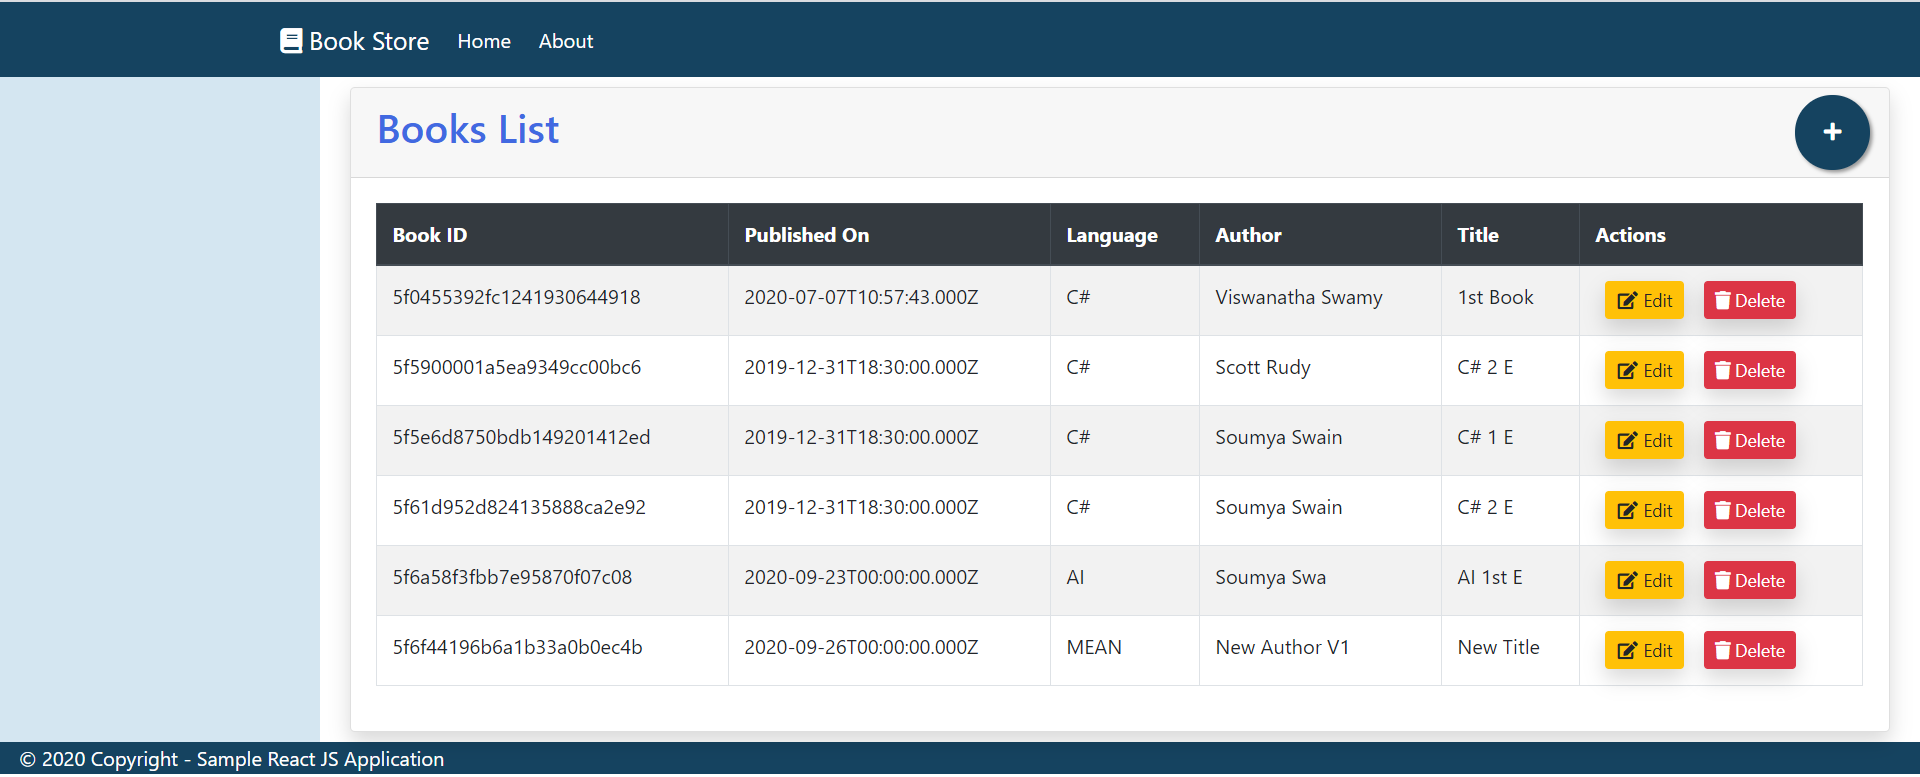 Book Store Home About
Books List
+
Book ID Published On Language Author Title Actions
5f0455392fc1241930644918 2020-07-07T10:57:43.000Z C# Viswanatha Swamy 1st Book Edit Delete
5f5900001a5ea9349cc00bc6 2019-12-31T18:30:00.000Z C# Scott Rudy C# 2 E Edit Delete
5f5e6d8750bdb149201412ed 2019-12-31T18:30:00.000Z C# Soumya Swain C# 1 E Edit Delete
5f61d952d824135888ca2e92 2019-12-31T18:30:00.000Z C# Soumya Swain C# 2 E Edit Delete
5f6a58f3fbb7e95870f07c08 2020-09-23T00:00:00.000Z AI Soumya Swa AI 1st E Edit Delete
5f6f44196b6a1b33a0b0ec4b 2020-09-26T00:00:00.000Z MEAN New Author V1 New Title Edit Delete
© 2020 Copyright - Sample React JS Application